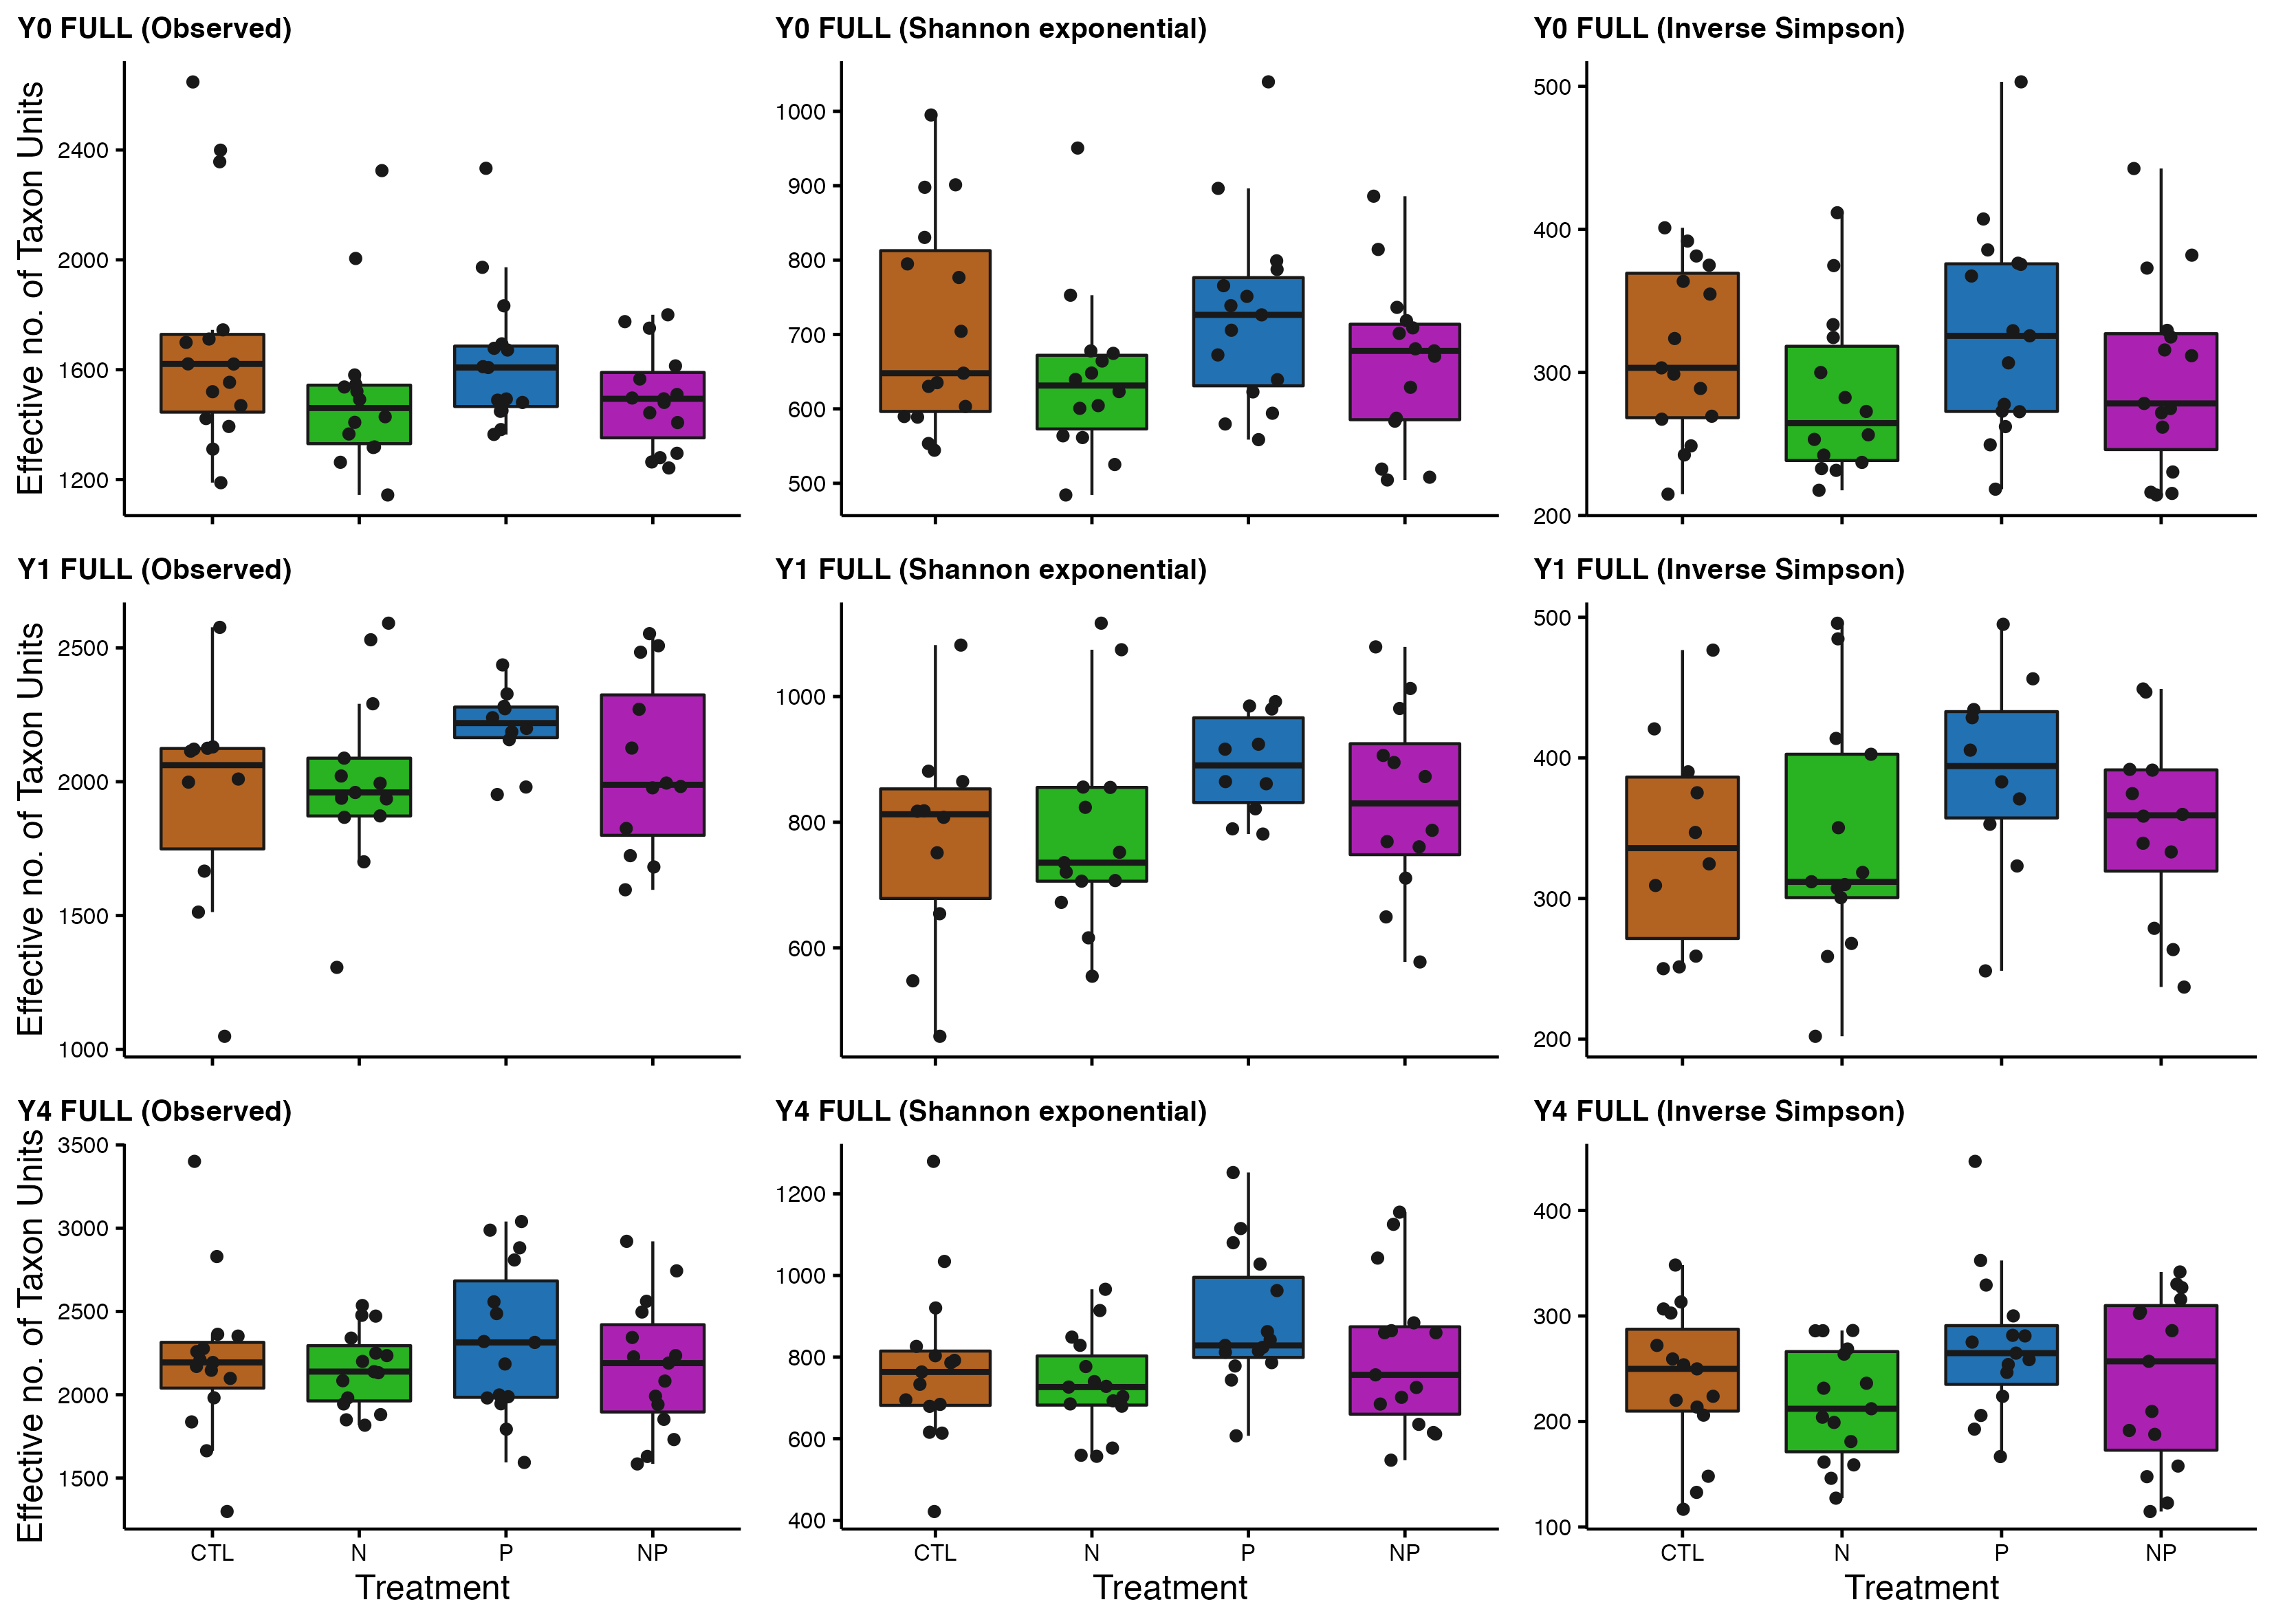 Y0 FULL (Observed)
Effective no. of Taxon Units
2400
2000
1600
1200
Y0 FULL (Shannon exponential)
1000
900
800
700
600
500
Y0 FULL (Inverse Simpson)
500
400
300
200
Y1 FULL (Observed)
Effective no. of Taxon Units
2500
2000
1500
1000
Y1 FULL (Shannon exponential)
1000
800
600
Y1 FULL (Inverse Simpson)
500
400
300
200
Y4 FULL (Observed)
Effective no. of Taxon Units
3500
3000
2500
2000
1500
CTL N P NP
Treatment
Y4 FULL (Shannon exponential)
1200
1000
800
600
400
CTL N P NP
Treatment
Y4 FULL (Inverse Simpson)
400
300
200
100
CTL N P NP
Treatment